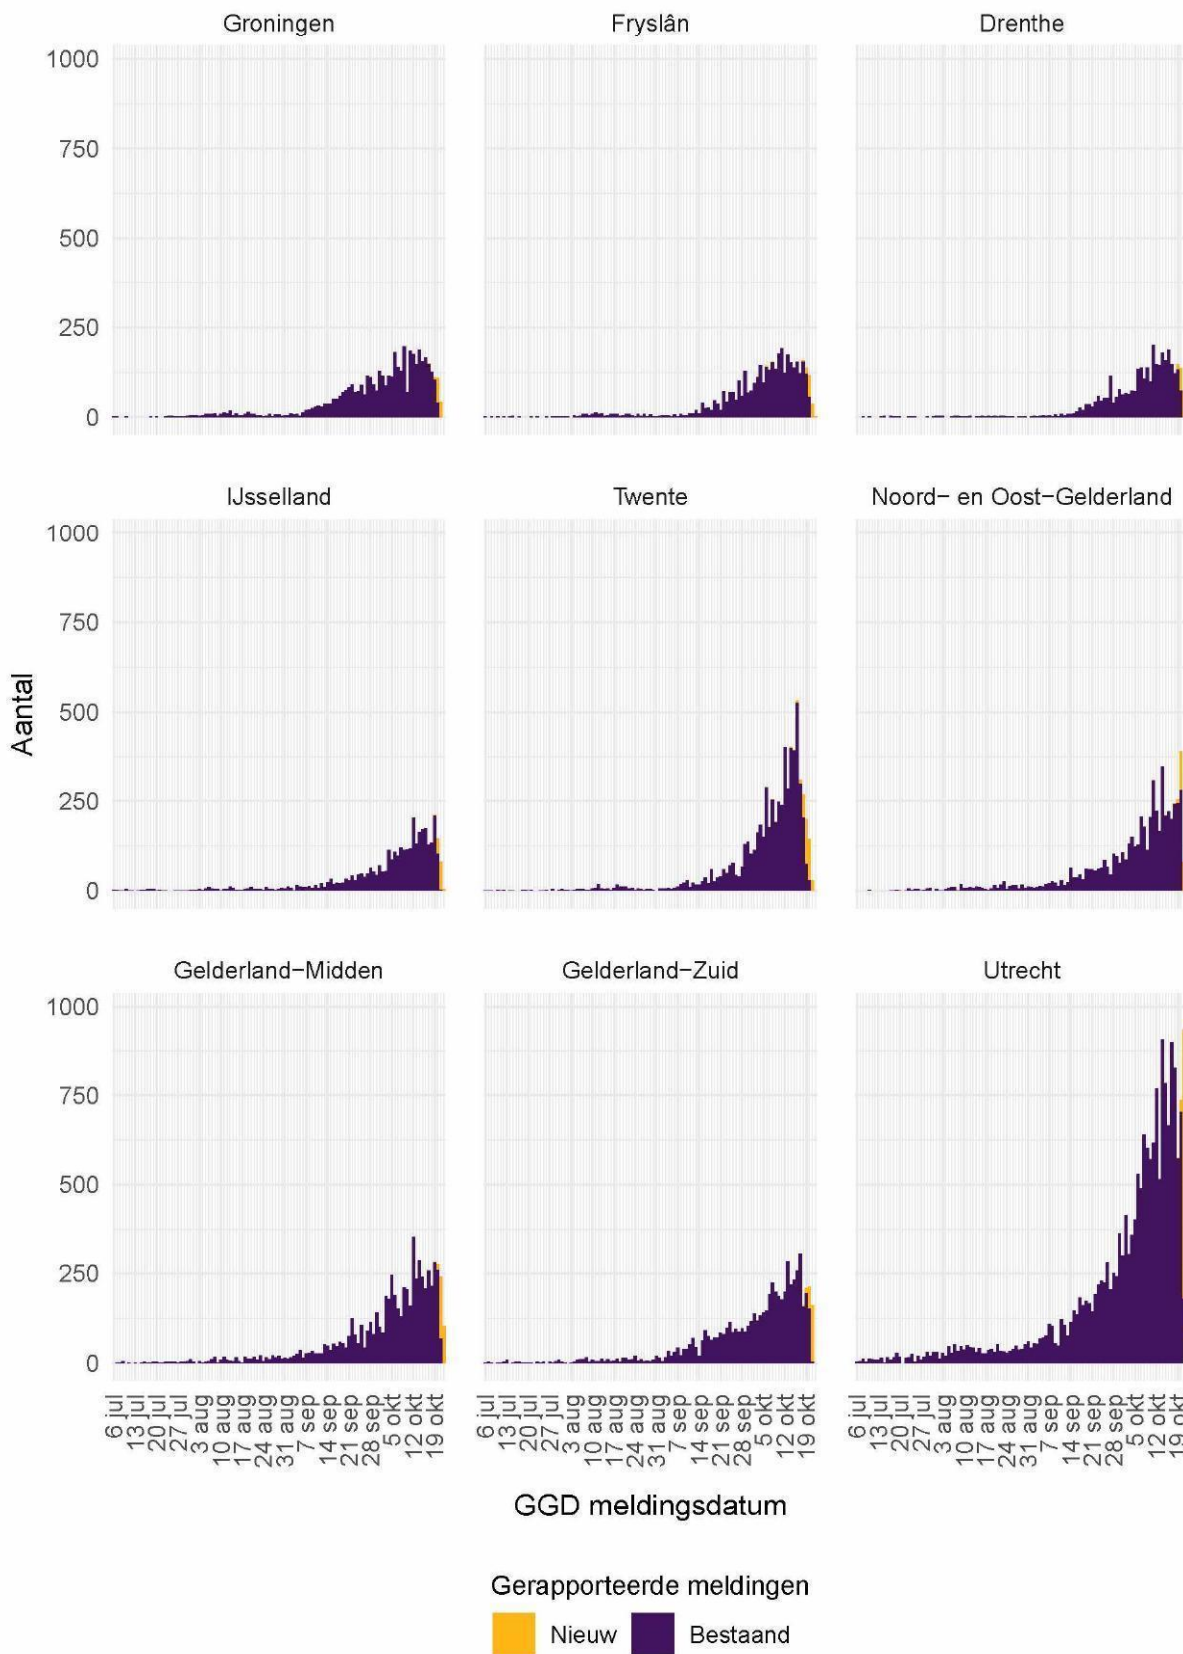 Groningen Fryslân Drenthe
1000
750
500
250
0
IJsselland Twente Noord- en Oost-Gelderland
1000
750
500
250
0
Gelderland-Midden Gelderland-Zuid Utrecht
1000
750
500
250
0
Aantal
6 jul 13 jul 20 jul 27 jul 3 aug 10 aug 17 aug 24 aug 31 aug 7 sep 14 sep 21 sep 28 sep 5 okt 12 okt 19 okt
6 jul 13 jul 20 jul 27 jul 3 aug 10 aug 17 aug 24 aug 31 aug 7 sep 14 sep 21 sep 28 sep 5 okt 12 okt 19 okt
6 jul 13 jul 20 jul 27 jul 3 aug 10 aug 17 aug 24 aug 31 aug 7 sep 14 sep 21 sep 28 sep 5 okt 12 okt 19 okt
GGD meldingsdatum
Gerapporteerde meldingen
Nieuw Bestaand